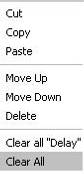 Cut
Copy
Paste
Move Up
Move Down
Delete
Clear all "Delay"
Clear All